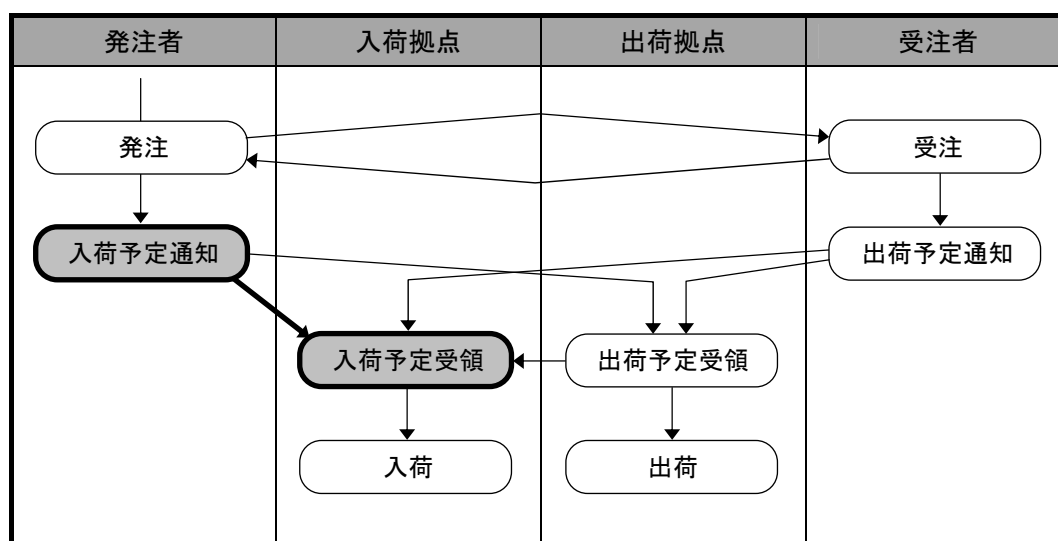 発注者
入荷拠点
出荷拠点
受注者
発注
受注
入荷予定通知
出荷予定通知
入荷予定受領
出荷予定受領
入荷
出荷